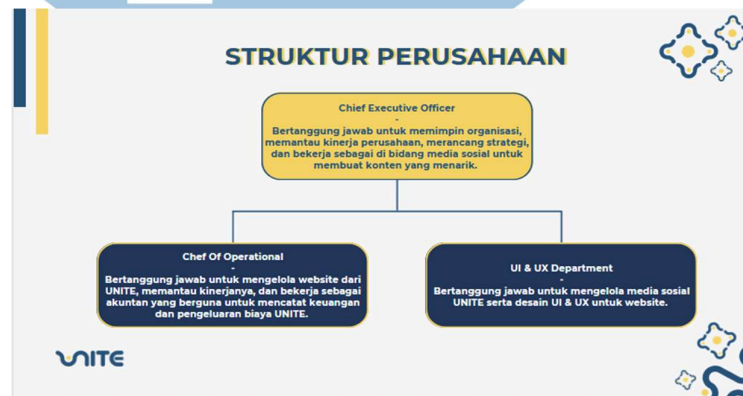 STRUKTUR PERUSAHAAN
Chief Executive Officer
-
Bertanggung jawab untuk memimpin organisasi,
memantau kinerja perusahaan, merancang strategi,
dan bekerja sebagai di bidang media sosial untuk
membuat konten yang menarik.
Chef Of Operational
-
Bertanggung jawab untuk mengelola website dari
UNITE, memantau kinerjanya, dan bekerja sebagai
akuntan yang berguna untuk mencatat keuangan
dan pengeluaran biaya UNITE.
UI & UX Department
-
Bertanggung jawab untuk mengelola media sosial
UNITE serta desain UI & UX untuk website.
UNITE